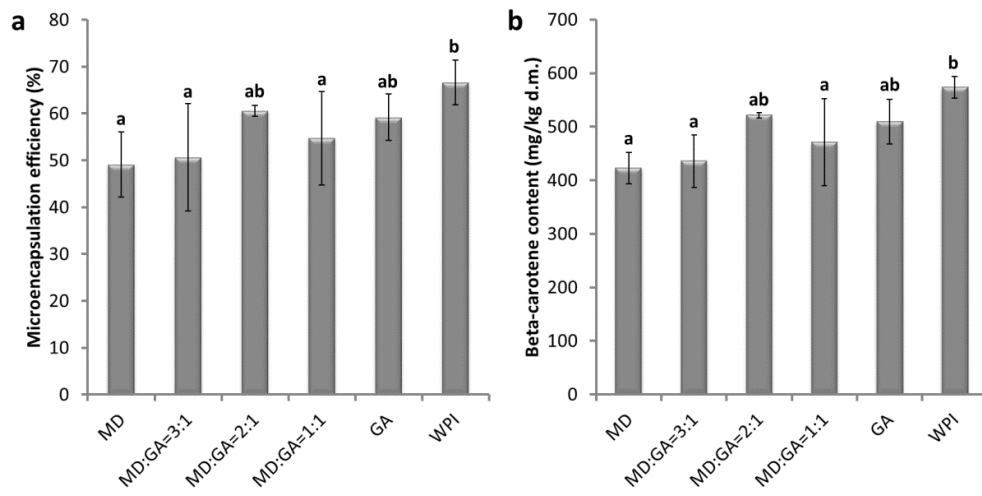 a
Microencapsulation efficiency (%)
80
70
60
50
40
30
20
10
0
a
a
ab
a
ab
b
MD
MD:GA=3:1
MD:GA=2:1
MD:GA=1:1
GA
WPI
b
Beta-carotene content (mg/kg d.m.)
700
600
500
400
300
200
100
0
a
a
ab
a
ab
b
MD
MD:GA=3:1
MD:GA=2:1
MD:GA=1:1
GA
WPI